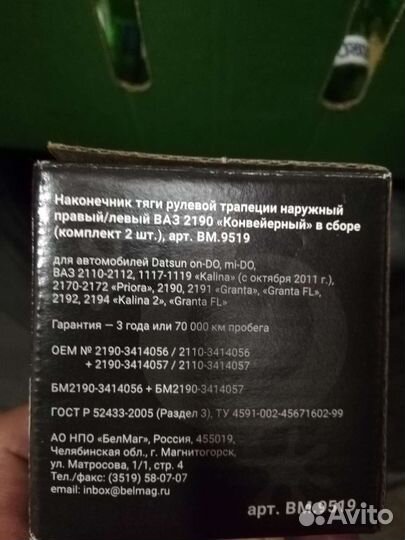 Наконечник тяги рулевой трапеции наружный
правый/левый ВАЗ 2190 «Конвейерный» в сборе
(комплект 2 шт.), арт. BM.9519
для автомобилей Datsun on-DO, mi-DO,
ВАЗ 2110-2112, 1117-1119 «Kalina» (с октября 2011 г.),
2170-2172 «Priora», 2190, 2191 «Granta», «Granta FL»,
2192, 2194 «Kalina 2», «Granta FL»
Гарантия — 3 года или 70 000 км пробега
OEM № 2190-3414056 / 2110-3414056
+ 2190-3414057 / 2110-3414057
БМ2190-3414056 + БМ2190-3414057
ГОСТ Р 52433-2005 (Раздел 3), ТУ 4591-002-45671602-99
АО НПО «БелМаг», Россия, 455019,
Челябинская обл., г. Магнитогорск,
ул. Матросова, 1/1, стр. 4
Тел./факс: (3519) 58-07-07
email: inbox@belmag.ru
арт. BM.9519
Avito